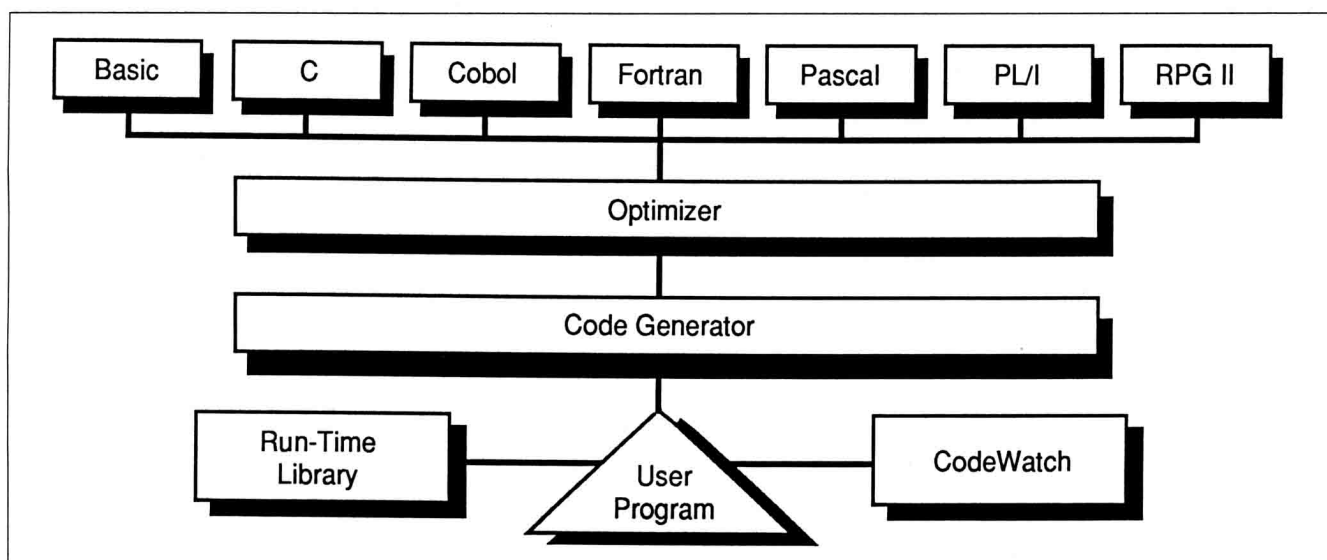 Basic
C
Cobol
Fortran
Pascal
PL/I
RPG II
Optimizer
Code Generator
Run-Time
Library
User
Program
CodeWatch